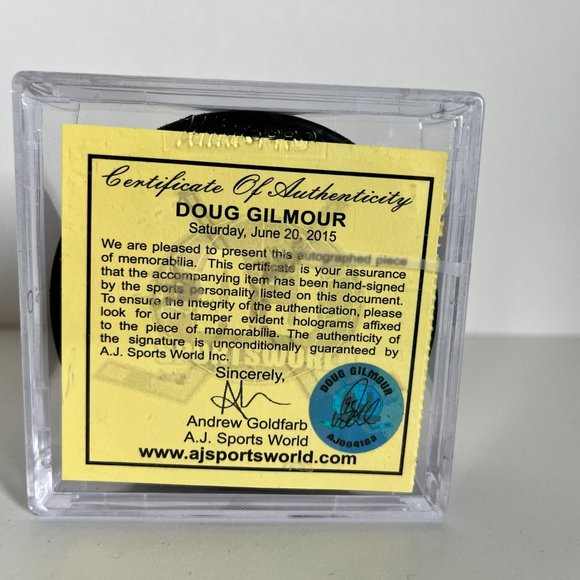 Certificate Of Authenticity
DOUG GILMOUR
Saturday, June 20, 2015
We are pleased to present this autographed piece
of memorabilia. This certificate is your assurance
that the accompanying item has been hand-signed
by the sports personality listed on this document.
To ensure the integrity of the authentication, please
look for our tamper evident holograms affixed
to the piece of memorabilia. The authenticity of
the signature is unconditionally guaranteed by
A.J. Sports World Inc.
Sincerely,
Andrew Goldfarb
A.J. Sports World
www.ajsportsworld.com
DOUG GILMOUR
AJ004168